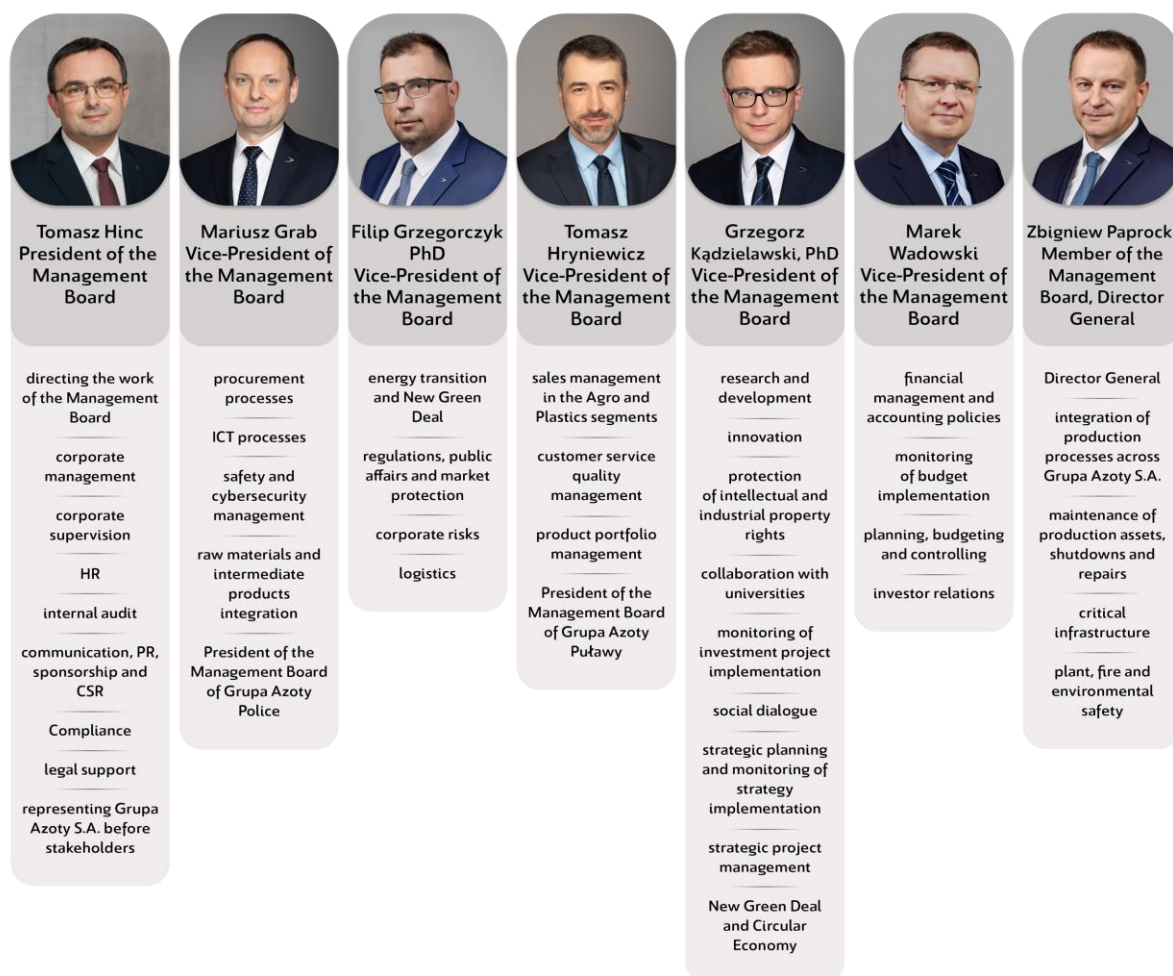 Tomasz Hinc
President of the
Management
Board
directing the work
of the Management
Board
corporate
management
corporate
supervision
HR
internal audit
communication, PR,
sponsorship and
CSR
Compliance
legal support
representing Grupa
Azoty S.A. before
stakeholders
Mariusz Grab
Vice-President of
the Management
Board
procurement
processes
ICT processes
safety and
cybersecurity
management
raw materials and
intermediate
products
integration
President of the
Management Board
of Grupa Azoty
Police
Filip Grzegorczyk
PhD
Vice-President of
the Management
Board
energy transition
and New Green
Deal
regulations, public
affairs and market
protection
corporate risks
logistics
Tomasz
Hryniewicz
Vice-President of
the Management
Board
sales management
in the Agro and
Plastics segments
customer service
quality
management
product portfolio
management
President of the
Management Board
of Grupa Azoty
Puławy
Grzegorz
Kądzielawski, PhD
Vice-President of
the Management
Board
research and
development
innovation
protection
of intellectual and
industrial property
rights
collaboration with
universities
monitoring of
investment project
implementation
social dialogue
strategic planning
and monitoring of
strategy
implementation
strategic project
management
New Green Deal
and Circular
Economy
Marek
Wadowski
Vice-President of
the Management
Board
financial
management and
accounting policies
monitoring
of budget
implementation
planning, budgeting
and controlling
investor relations
Zbigniew Paprock
Member of the
Management
Board, Director
General
Director General
integration of
production
processes across
Grupa Azoty S.A.
maintenance of
production assets,
shutdowns and
repairs
critical
infrastructure
plant, fire and
environmental
safety